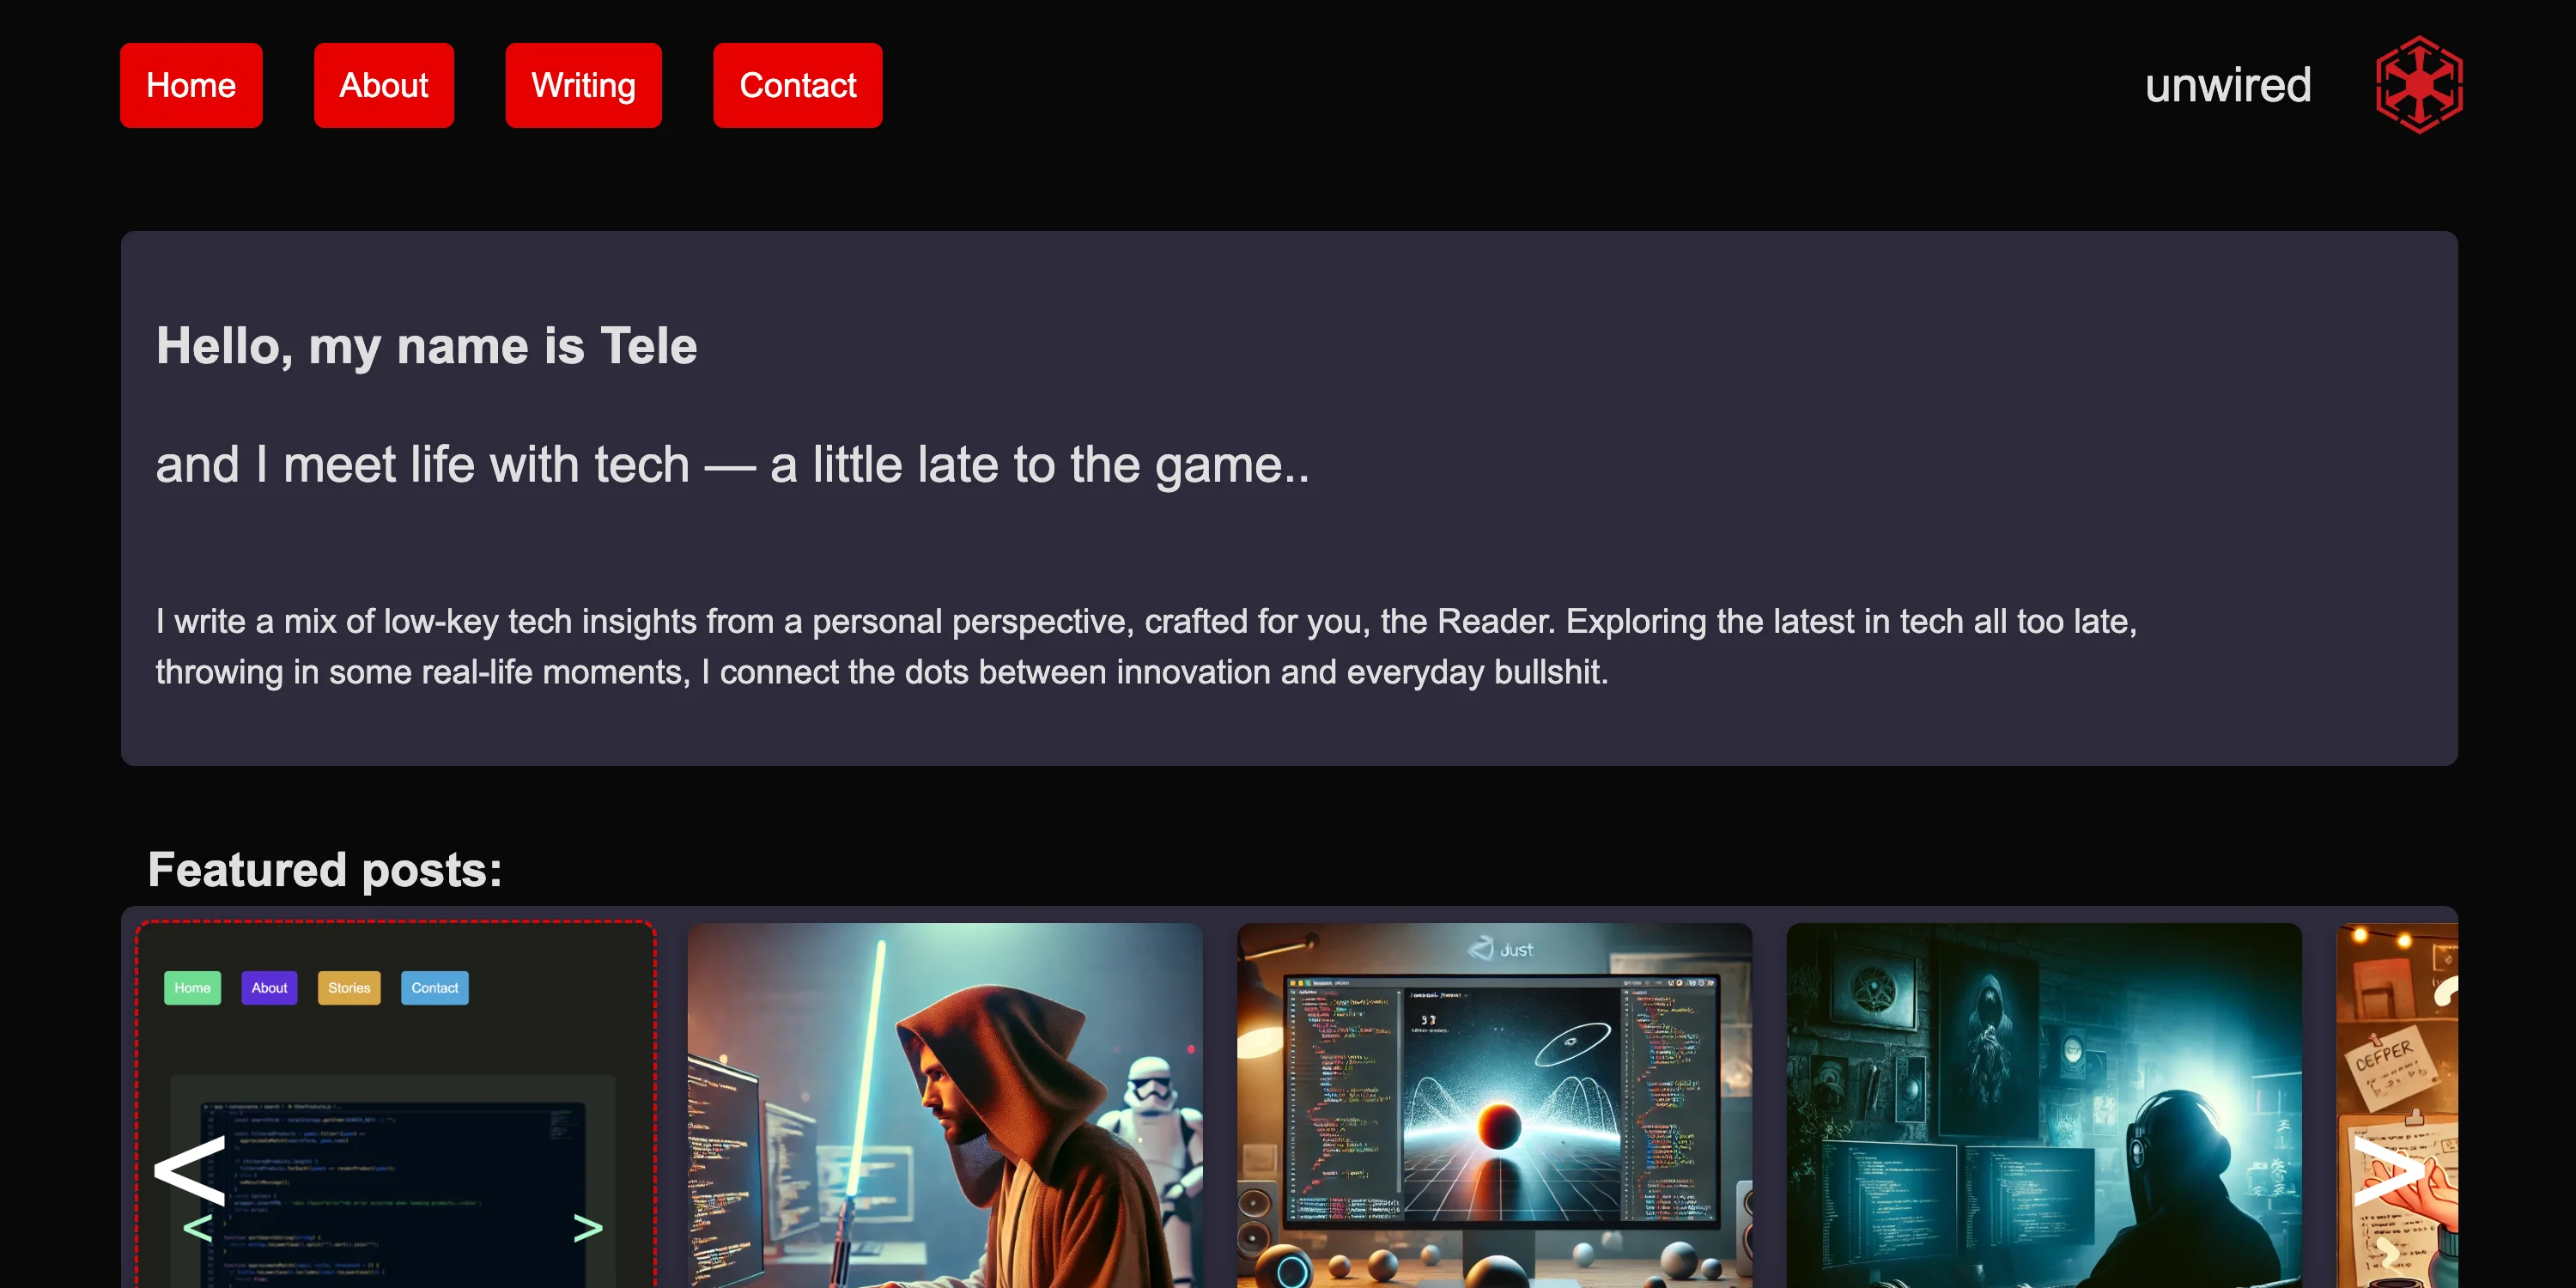 Home
About
Writing
Contact
unwired
Hello, my name is Tele
and I meet life with tech — a little late to the game..
I write a mix of low-key tech insights from a personal perspective, crafted for you, the Reader. Exploring the latest in tech all too late,
throwing in some real-life moments, I connect the dots between innovation and everyday bullshit.
Featured posts:
Home
About
Stories
Contact
<
>
<
>
Just
CEFPER